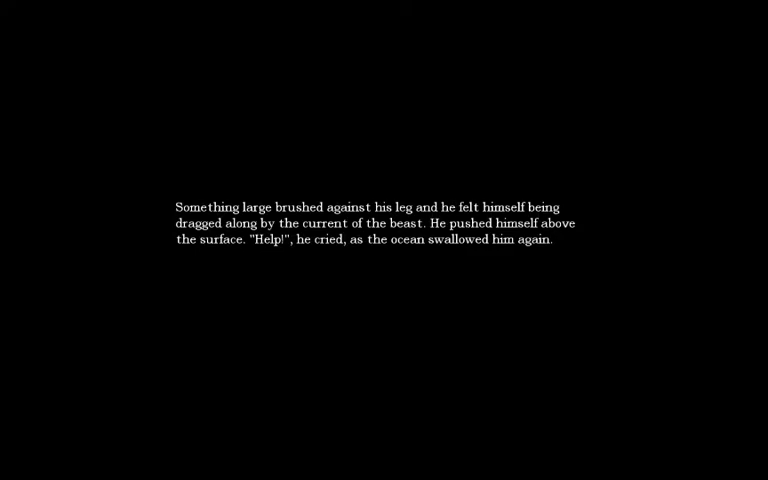 Something large brushed against his leg and he felt himself being
dragged along by the current of the beast. He pushed himself above
the surface. "Help!", he cried, as the ocean swallowed him again.